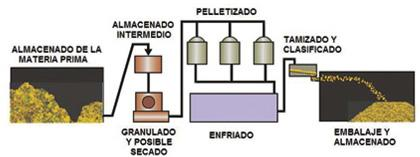 PELLETIZADO
ALMACENADO
INTERMEDIO
ALMACENADO DE LA
MATERIA PRIMA
TAMIZADO Y
CLASIFICADO
GRANULADO
Y POSIBLE
SECADO
ENFRIADO
EMBALAJE Y
ALMACENADO